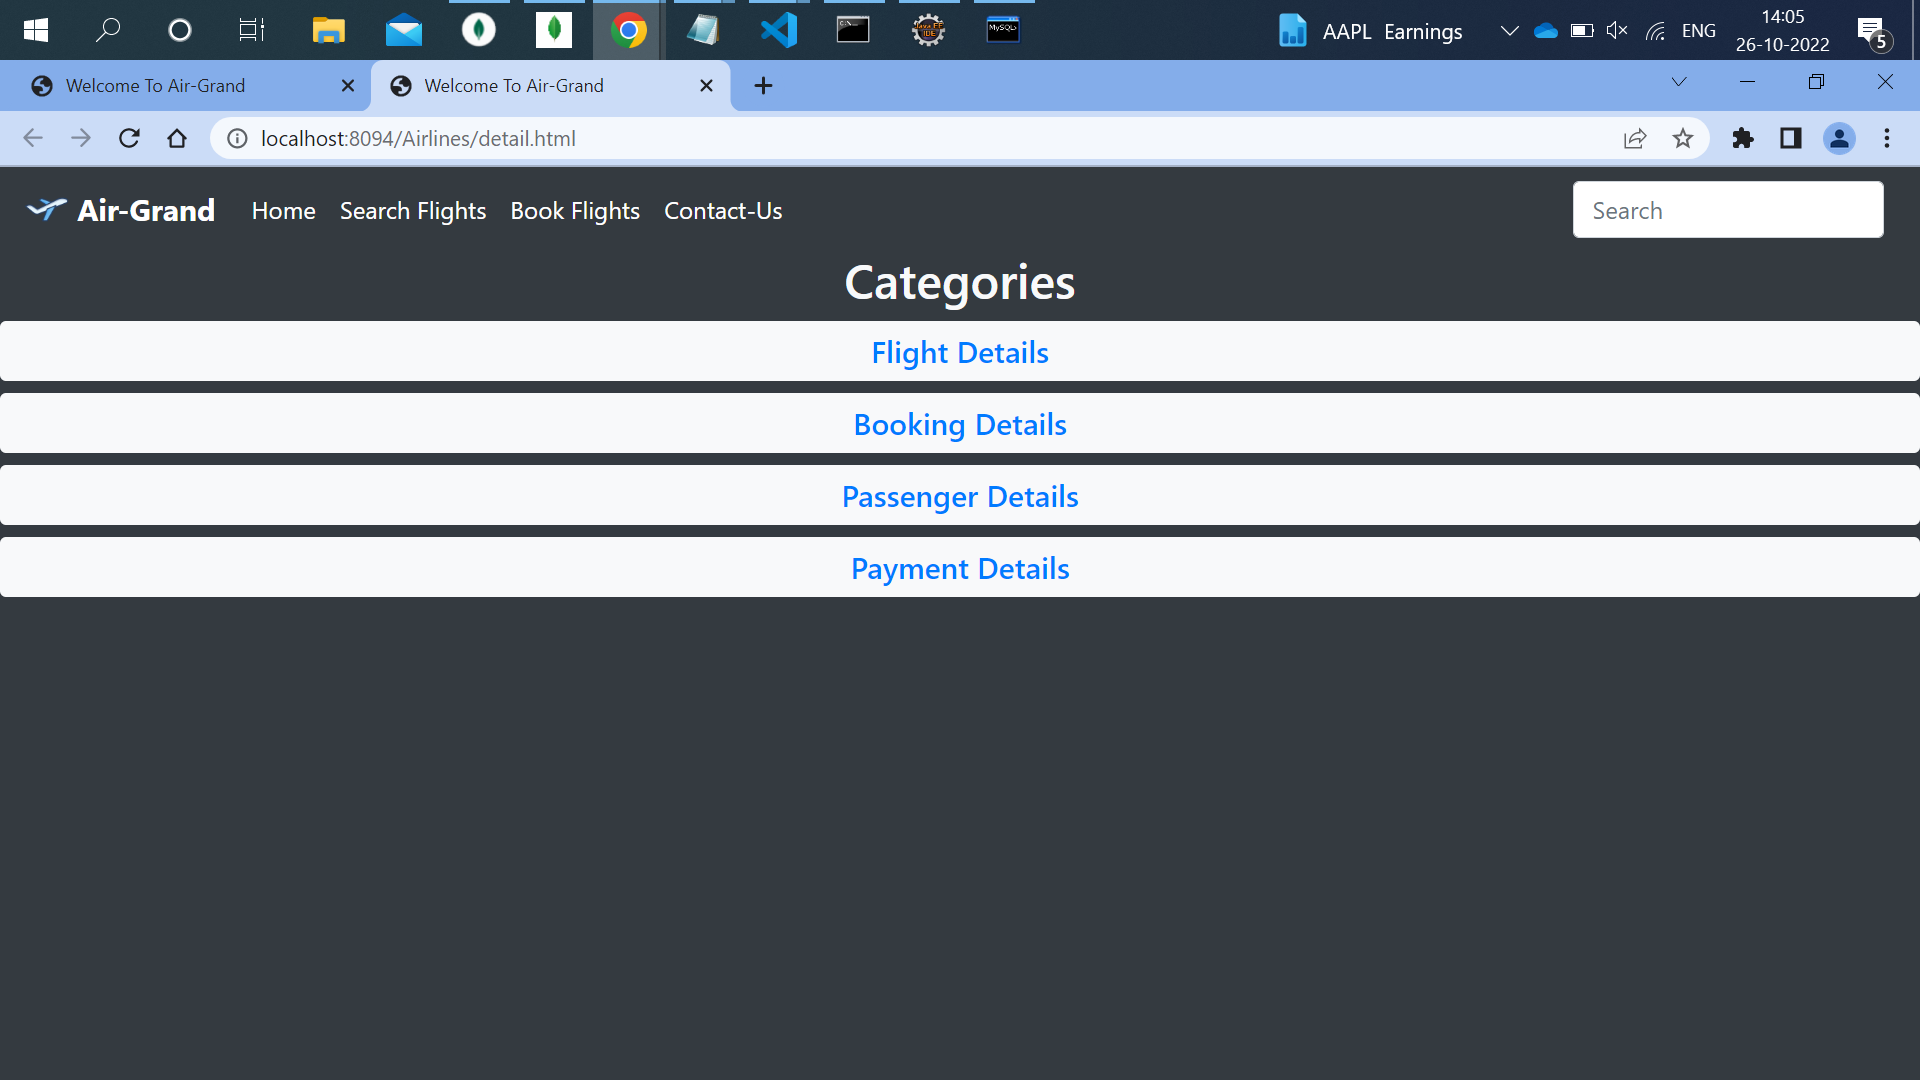 AAPL Earnings
ENG
14:05
26-10-2022
5
Welcome To Air-Grand
Welcome To Air-Grand
localhost:8094/Airlines/detail.html
Air-Grand Home Search Flights Book Flights Contact-Us Search
Categories
Flight Details
Booking Details
Passenger Details
Payment Details